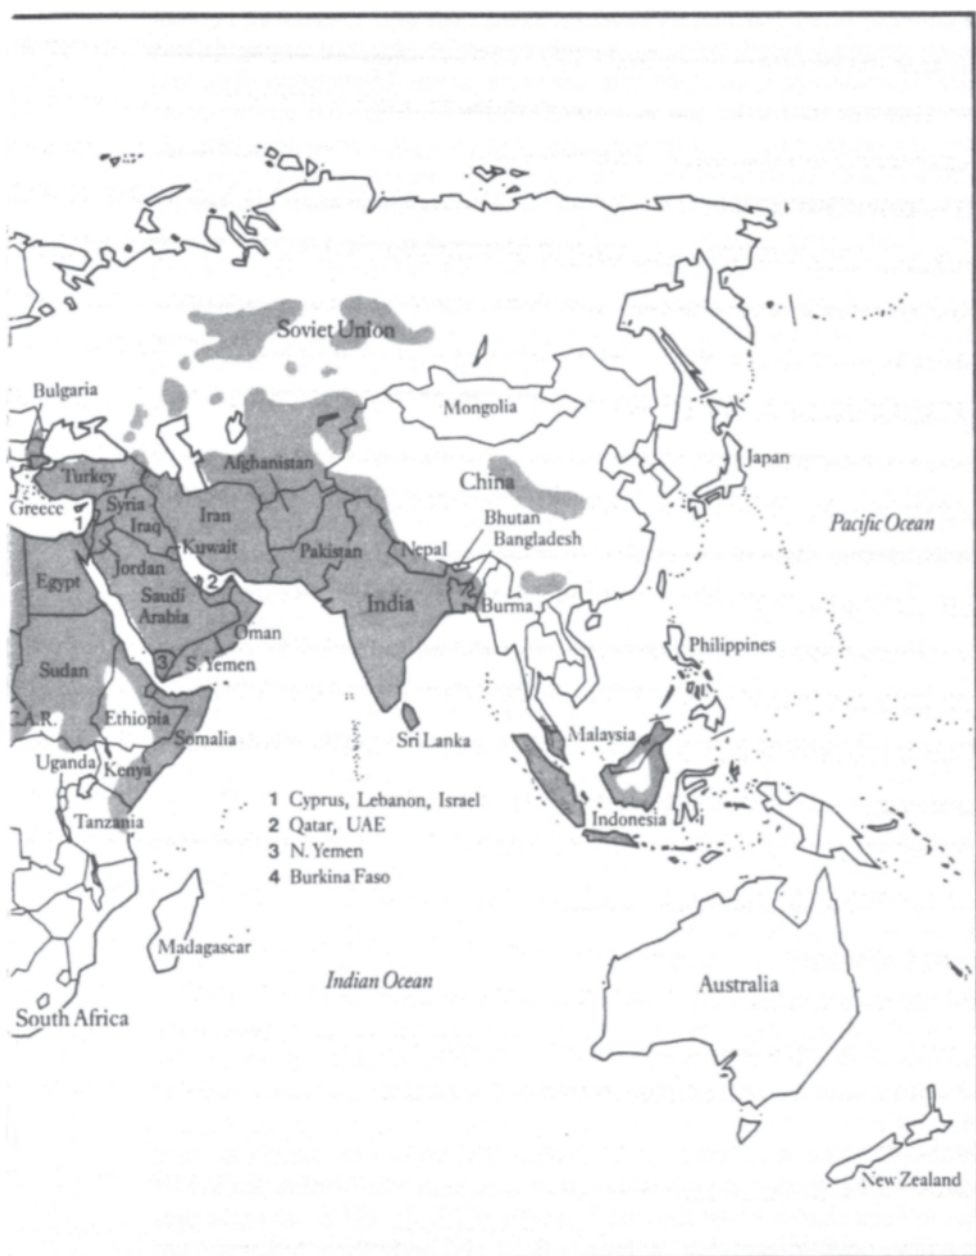 Soviet Union
Bulgaria
Mongolia
Turkey
Afghanistan
Japan
Greece
1
Syria
China
Iraq
Iran
Bhutan
Pacific Ocean
Bangladesh
Kuwait
Pakistan
Nepal
Egypt
Jordan
2
Saudi
Arabia
India
Burma
Oman
Philippines
Sudan
3
S. Yemen
A.R.
Ethiopia
Somalia
Sri Lanka
Malaysia
Uganda
Kenya
1 Cyprus, Lebanon, Israel
2 Qatar, UAE
3 N. Yemen
4 Burkina Faso
Tanzania
Indonesia
Madagascar
Indian Ocean
Australia
South Africa
New Zealand